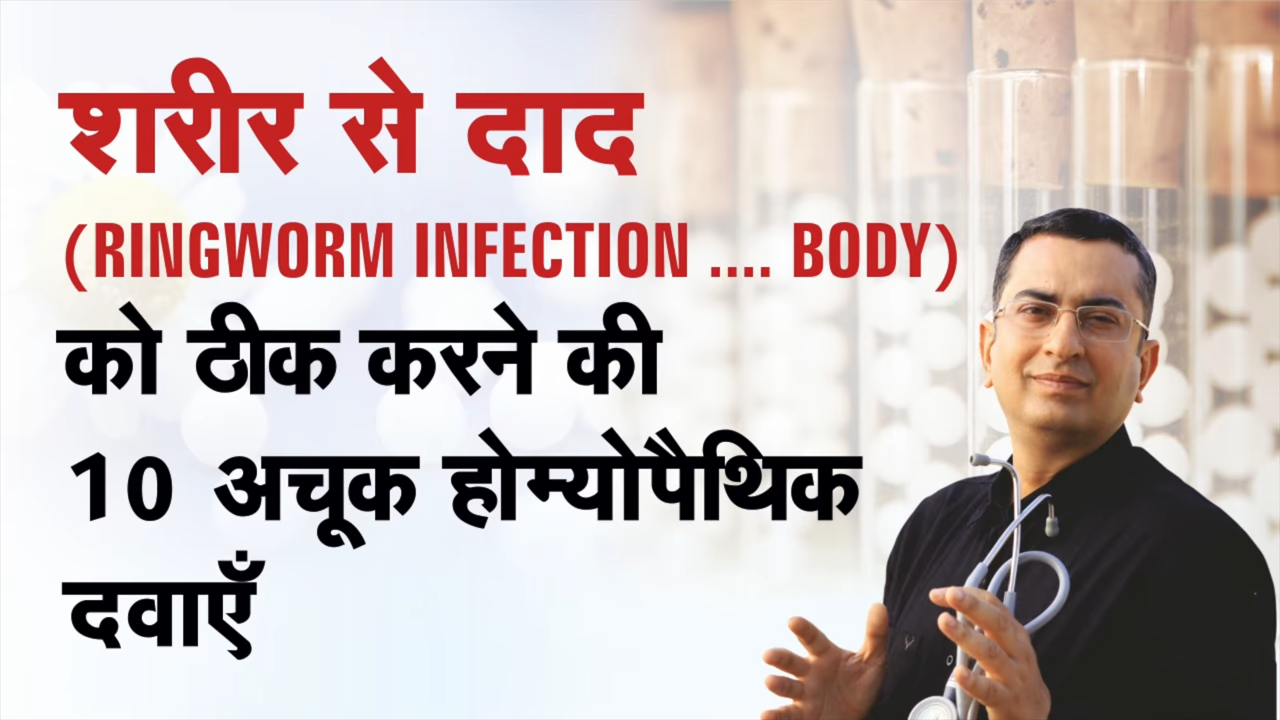 शरीर से दाद
(RINGWORM INFECTION .... BODY)
को ठीक करने की
10 अचूक होम्योपैथिक
दवाएँ